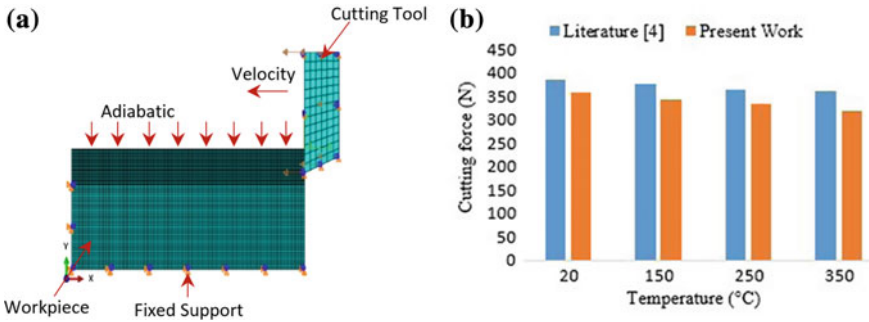 (a)
Cutting Tool
Velocity
Adiabatic
Y
X
Workpiece
Fixed Support
(b)
Literature [4] Present Work
Cutting force (N)
450
400
350
300
250
200
150
100
50
0
20 150 250 350
Temperature (°C)